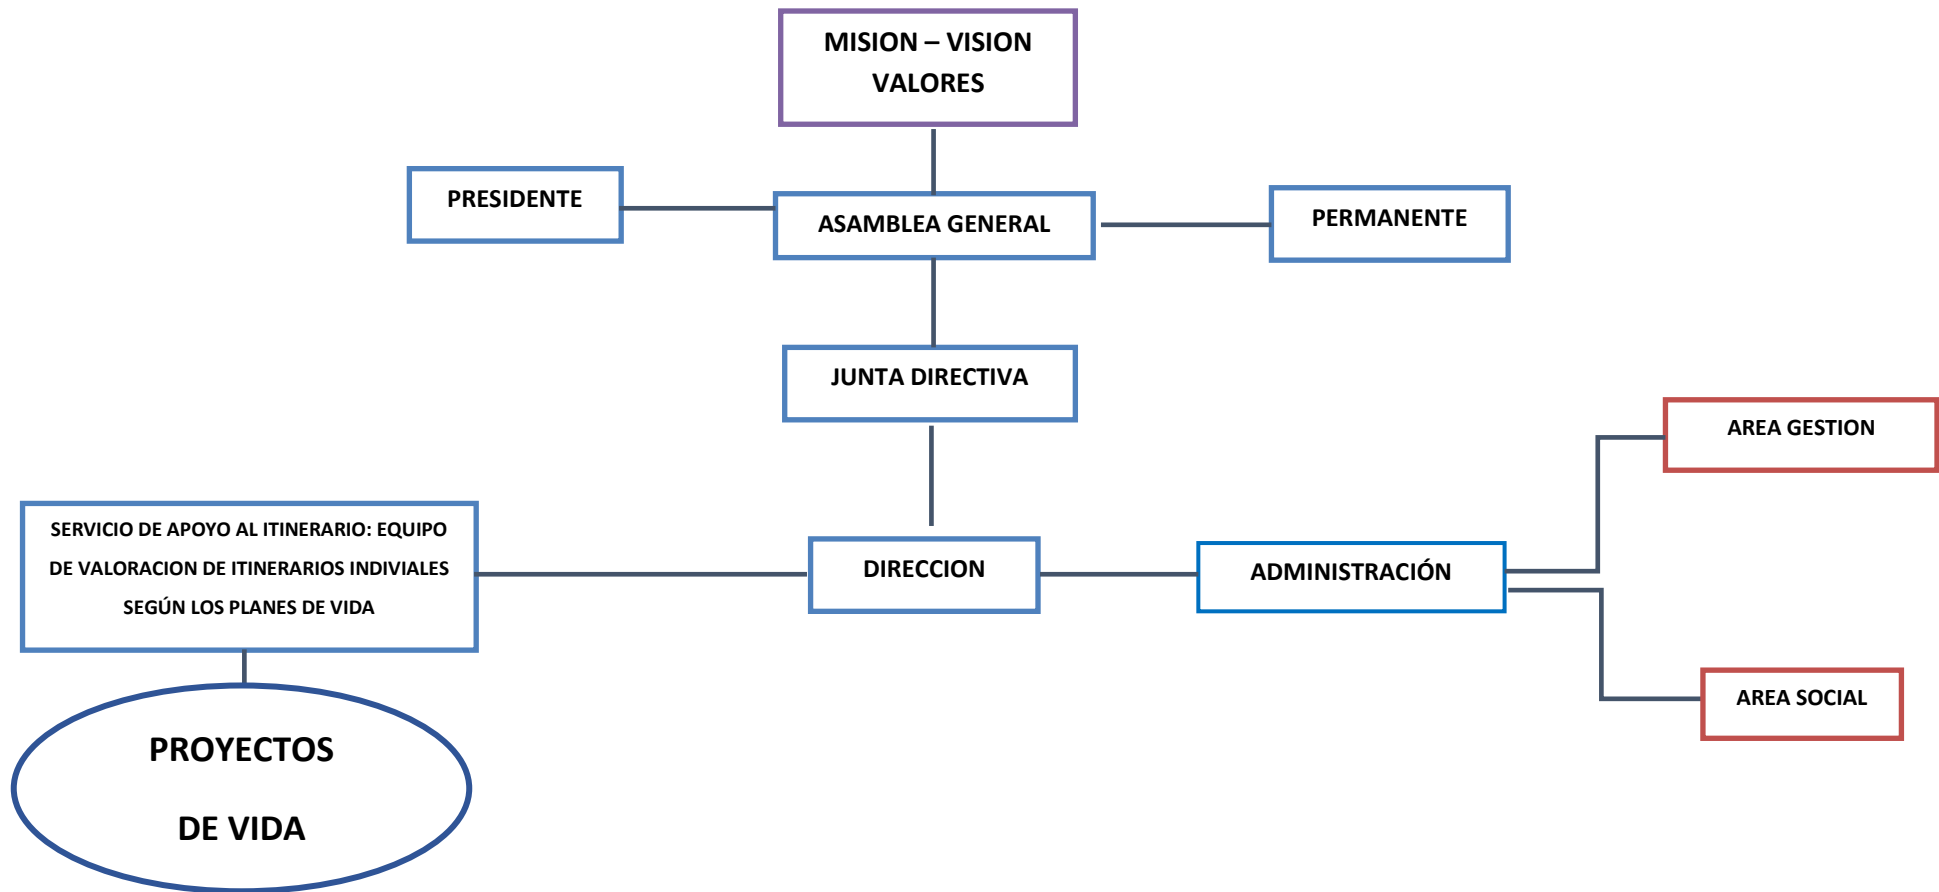 MISION – VISION
VALORES
PRESIDENTE
ASAMBLEA GENERAL
PERMANENTE
JUNTA DIRECTIVA
AREA GESTION
SERVICIO DE APOYO AL ITINERARIO: EQUIPO
DE VALORACION DE ITINERARIOS INDIVIALES
SEGÚN LOS PLANES DE VIDA
DIRECCION
ADMINISTRACIÓN
AREA SOCIAL
PROYECTOS
DE VIDA